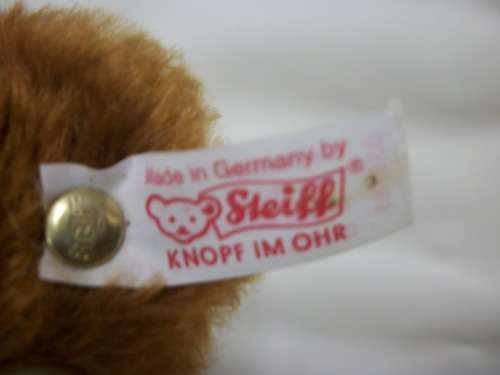 Made in Germany by
Steiff®
KNOPF IM OHR